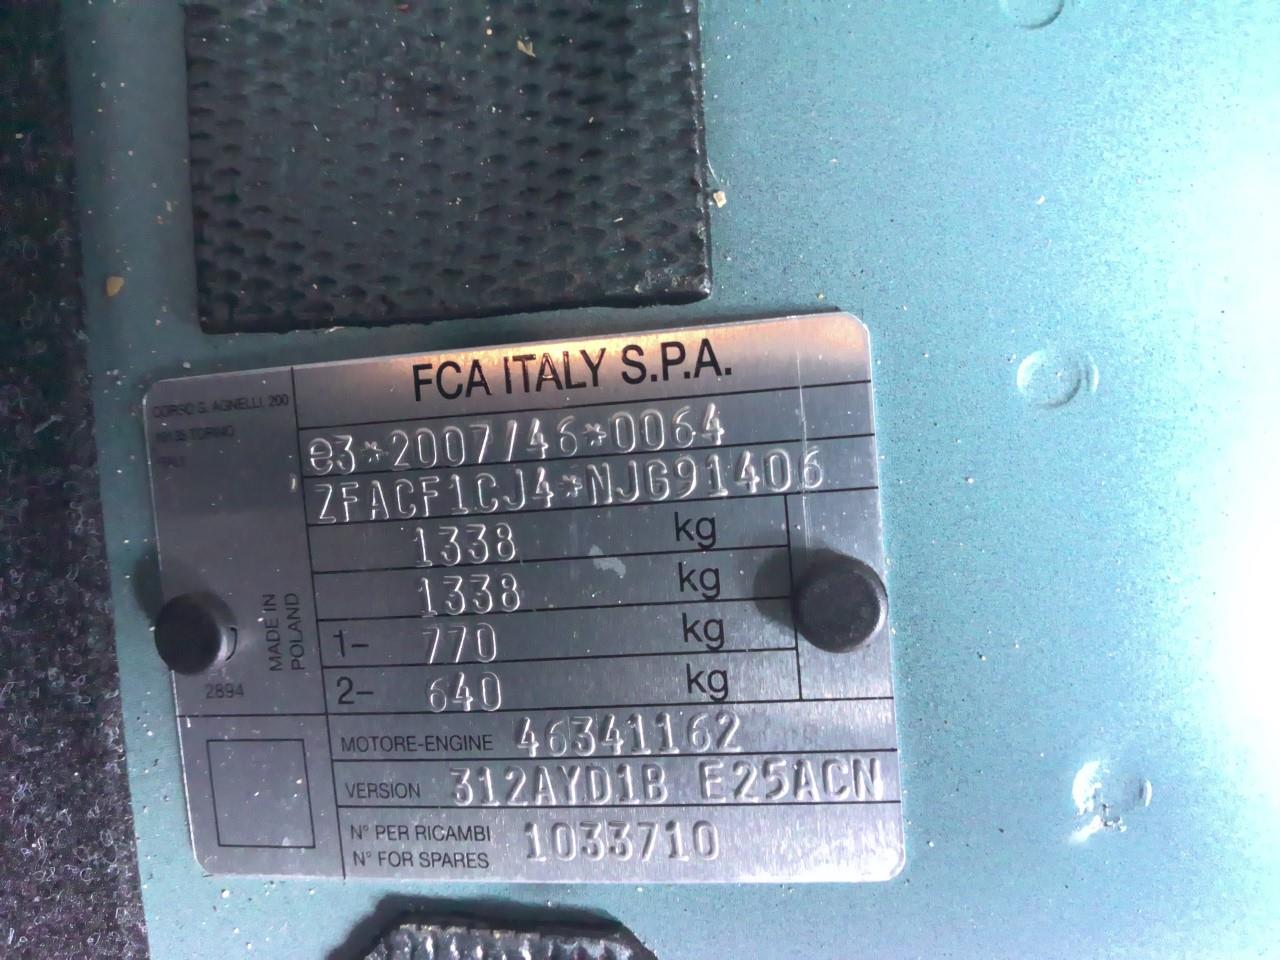 FCA ITALY S.P.A.
CORSO G. AGNELLI, 200
10135 TORINO
ITALY
e3*2007/46*0064
ZFACF1CJ4*NJG91406
1338 kg
1338 kg
1- 770 kg
2- 640 kg
MADE IN
POLAND
2894
MOTORE-ENGINE 46341162
VERSION 312AYD1B E25ACN
N° PER RICAMBI
N° FOR SPARES 1033710